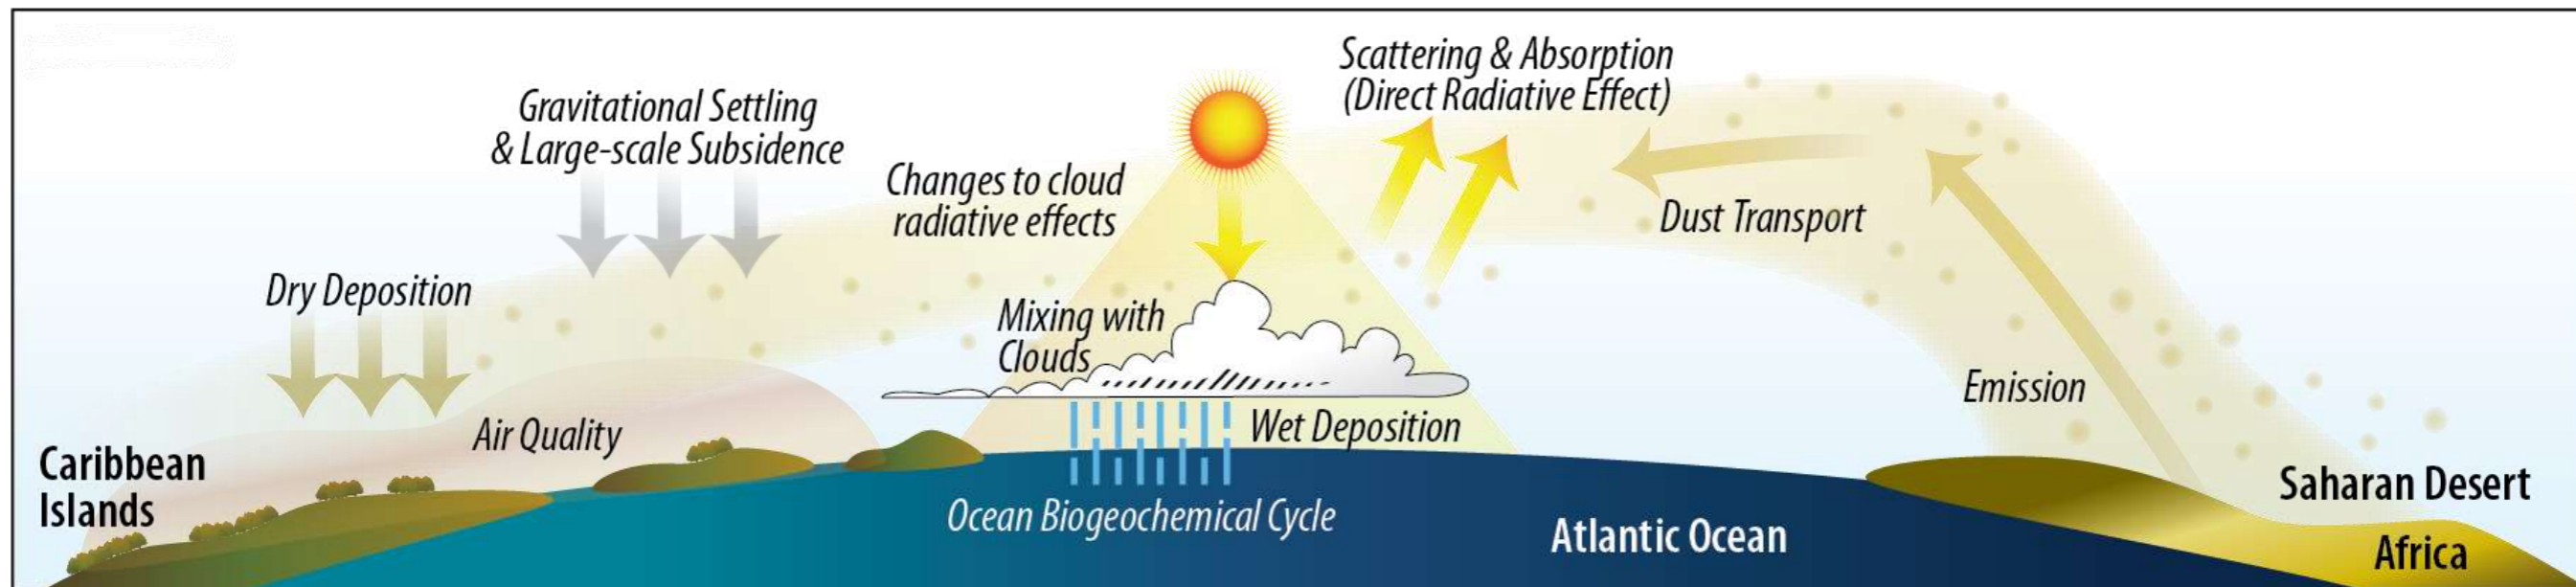 Scattering & Absorption
(Direct Radiative Effect)
Gravitational Settling
& Large-scale Subsidence
Changes to cloud
radiative effects
Dust Transport
Dry Deposition
Mixing with
Clouds
Emission
Air Quality
Wet Deposition
Caribbean
Islands
Saharan Desert
Ocean Biogeochemical Cycle
Atlantic Ocean
Africa